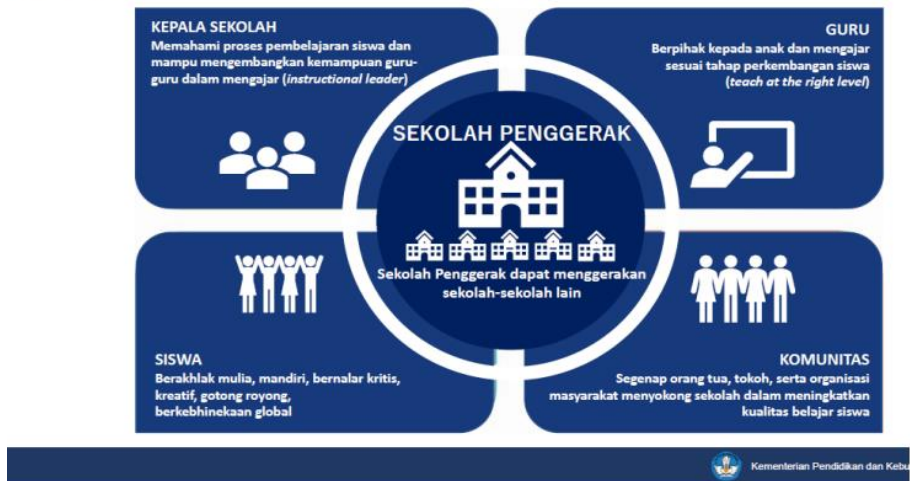 KEPALA SEKOLAH
Memahami proses pembelajaran siswa dan
mampu mengembangkan kemampuan guru-
guru dalam mengajar (instructional leader)
GURU
Berpihak kepada anak dan mengajar
sesuai tahap perkembangan siswa
(teach at the right level)
SEKOLAH PENGGERAK
Sekolah Penggerak dapat menggerakan
sekolah-sekolah lain
SISWA
Berakhlak mulia, mandiri, bernalar kritis,
kreatif, gotong royong,
berkebhinekaan global
KOMUNITAS
Segenap orang tua, tokoh, serta organisasi
masyarakat menyokong sekolah dalam meningkatkan
kualitas belajar siswa
Kementerian Pendidikan dan Kebu